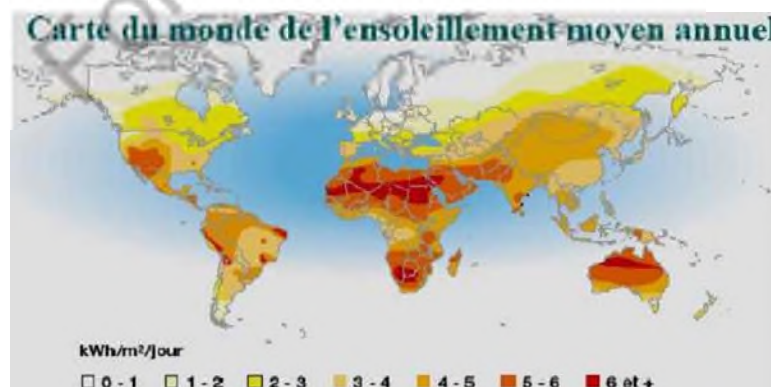 Carte du monde de l'ensoleillement moyen annuel
kWh/m²/jour
0 - 1 1 - 2 2 - 3 3 - 4 4 - 5 5 - 6 6 et +